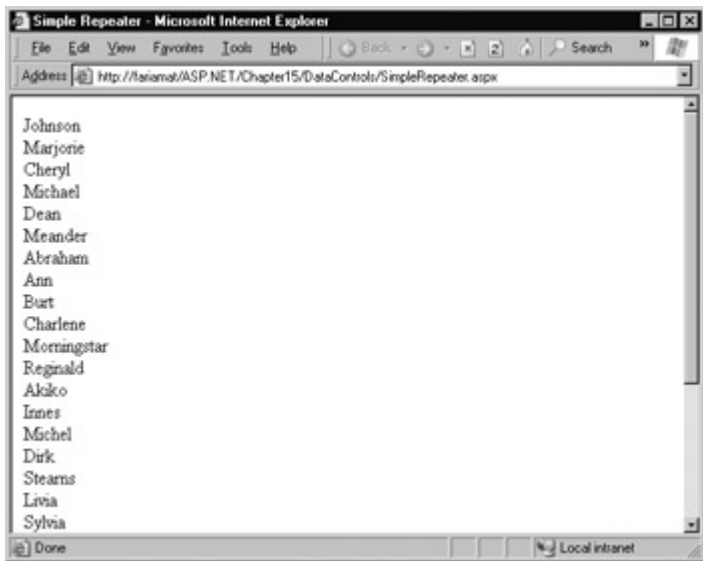 Simple Repeater - Microsoft Internet Explorer
File Edit View Favorites Tools Help Back Search »
Address http://fariamat/ASP.NET/Chapter15/DataControls/SimpleRepeater.aspx
Johnson
Marjorie
Cheryl
Michael
Dean
Meander
Abraham
Ann
Burt
Charlene
Morningstar
Reginald
Akiko
Innes
Michel
Dirk
Stearns
Livia
Sylvia
Done Local intranet